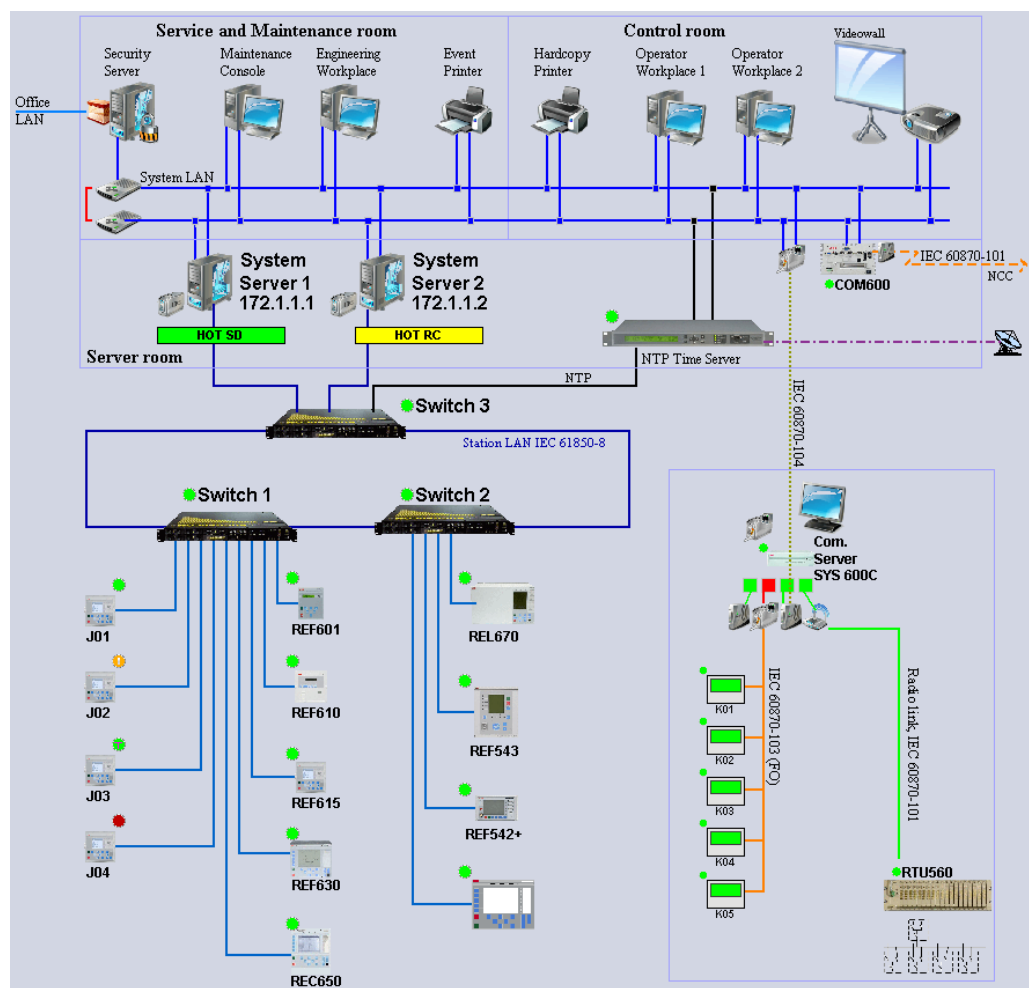 Service and Maintenance room
Control room
Security
Server
Maintenance
Console
Engineering
Workplace
Event
Printer
Hardcopy
Printer
Operator
Workplace 1
Operator
Workplace 2
Videowall
Office
LAN
System LAN
System
Server 1
172.1.1.1
System
Server 2
172.1.1.2
IEC 60870-101
NCC
COM600
HOT SD
HOT RC
Server room
NTP Time Server
NTP
Switch 3
IEC 60870-104
Station LAN IEC 61850-8
Switch 1
Switch 2
Com.
Server
SYS 600C
J01
REF601
REL670
J02
REF610
REF543
J03
REF615
REF542+
J04
REF630
REC650
K01
K02
K03
K04
K05
IEC 60870-103 (FO)
Radio link, IEC 60870-101
RTU560